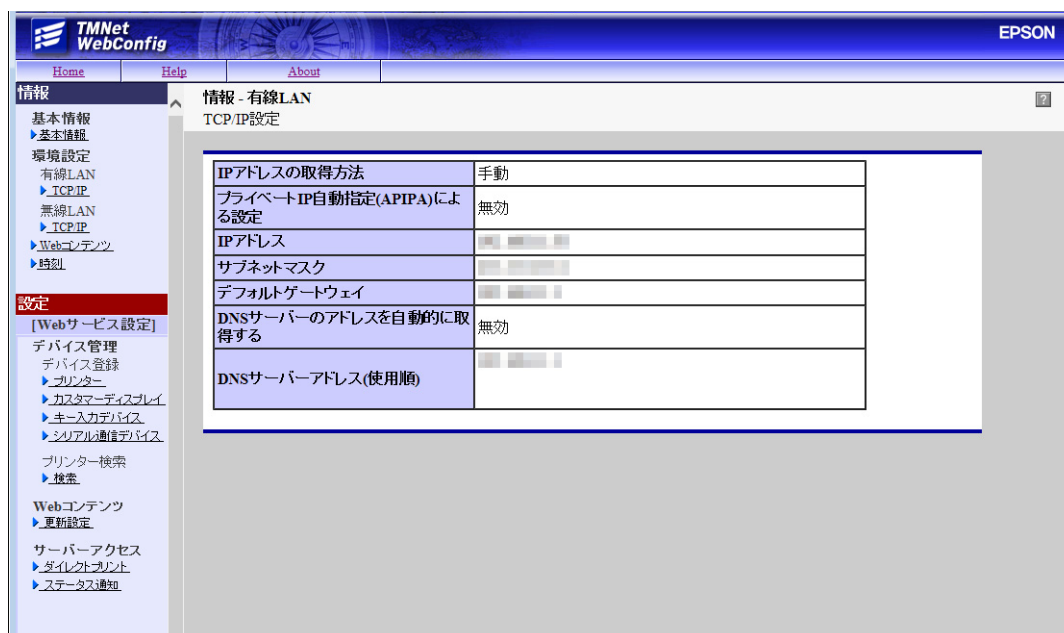 TMNet
WebConfig
EPSON
Home
Help
About
情報
基本情報
基本情報
環境設定
有線LAN
TCP/IP
無線LAN
TCP/IP
Webコンテンツ
時刻
設定
[Webサービス設定]
デバイス管理
デバイス登録
プリンター
カスタマーディスプレイ
キー入力デバイス
シリアル通信デバイス
プリンター検索
検索
Webコンテンツ
更新設定
サーバーアクセス
ダイレクトプリント
ステータス通知
情報 - 有線LAN
?
TCP/IP設定
IPアドレスの取得方法
手動
プライベートIP自動指定(APIPA)によ
る設定
無効
IPアドレス
サブネットマスク
デフォルトゲートウェイ
DNSサーバーのアドレスを自動的に取
得する
無効
DNSサーバーアドレス(使用順)